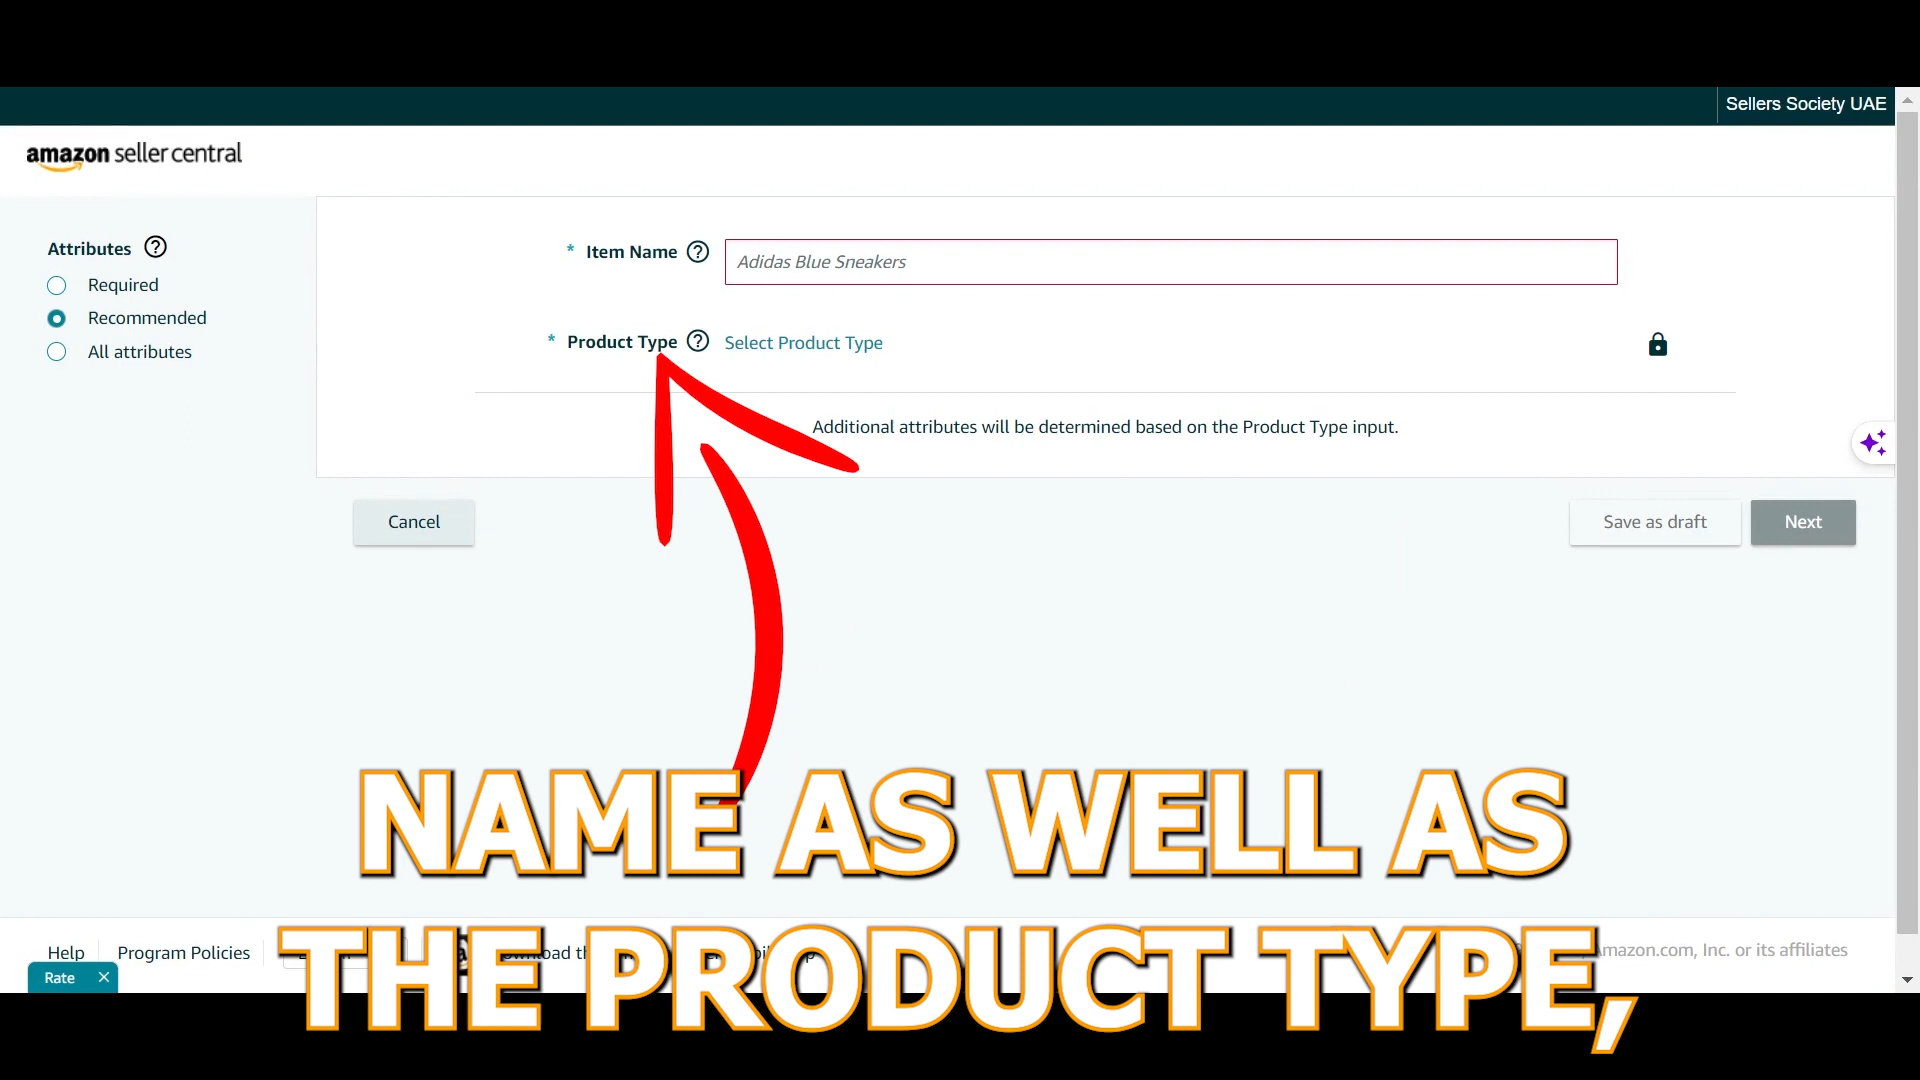 Sellers Society UAE
amazon seller central
Attributes
Required
Recommended
All attributes
* Item Name
Adidas Blue Sneakers
* Product Type
Select Product Type
Additional attributes will be determined based on the Product Type input.
Cancel
Save as draft
Next
NAME AS WELL AS
THE PRODUCT TYPE,
Help
Program Policies
Amazon.com, Inc. or its affiliates
Rate